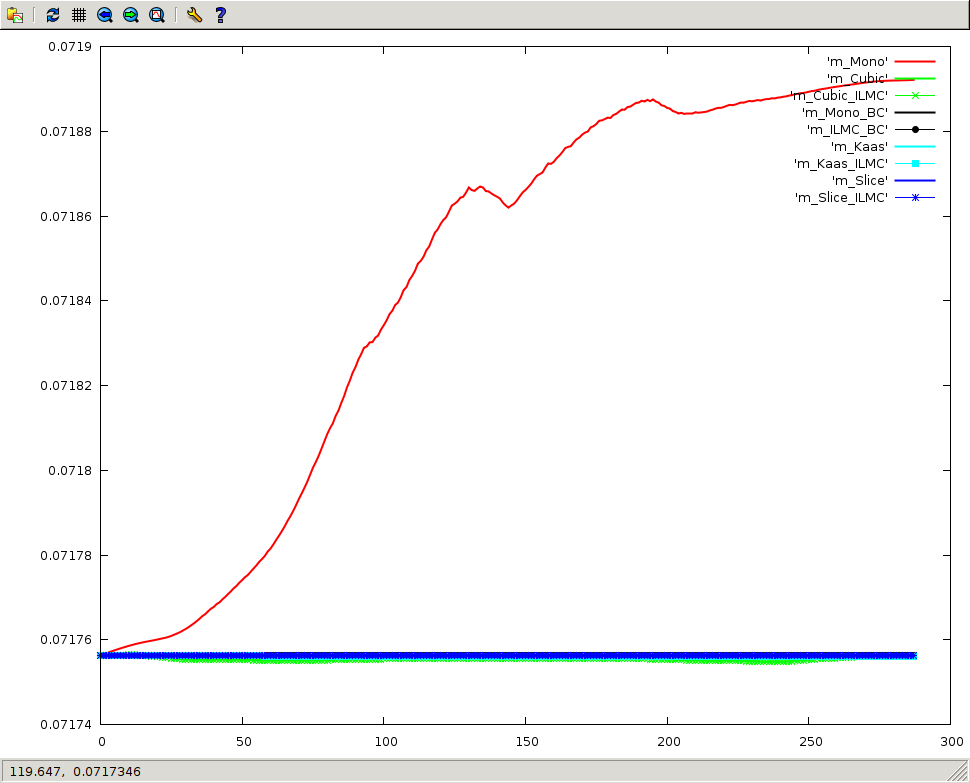 ?
0.0719
0.07188
0.07186
0.07184
0.07182
0.0718
0.07178
0.07176
0.07174
0
50
100
150
200
250
300
'm_Mono'
'm_Cubic'
'm_Cubic_ILMC'
'm_Mono_BC'
'm_ILMC_BC'
'm_Kaas'
'm_Kaas_ILMC'
'm_Slice'
'm_Slice_ILMC'
119.647, 0.0717346